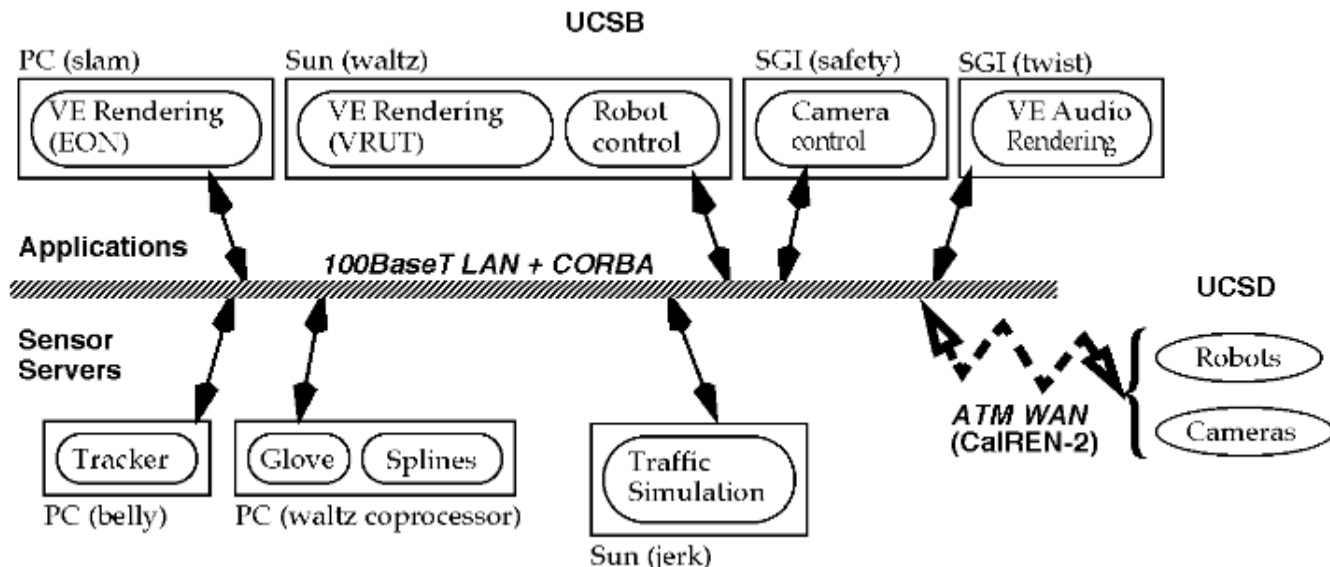 UCSB
PC (slam)
Sun (waltz)
SGI (safety)
SGI (twist)
VE Rendering
(EON)
VE Rendering
(VRUT)
Robot
control
Camera
control
VE Audio
Rendering
Applications
100BaseT LAN + CORBA
UCSD
Sensor
Servers
Robots
Cameras
ATM WAN
(CalREN-2)
Tracker
Glove
Splines
Traffic
Simulation
PC (belly)
PC (waltz coprocessor)
Sun (jerk)